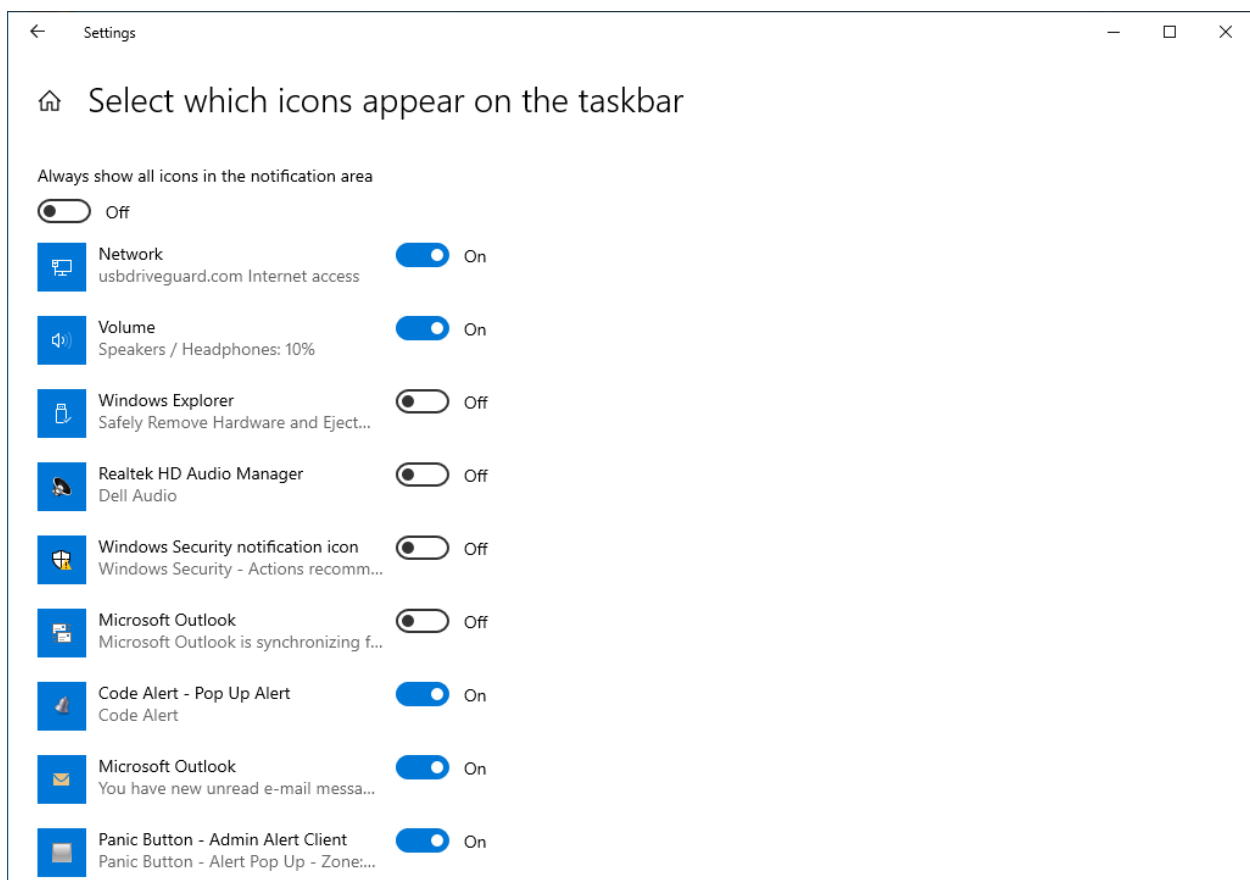 Settings
Select which icons appear on the taskbar
Always show all icons in the notification area
Off
Network
On
usbdriveguard.com Internet access
Volume
On
Speakers / Headphones: 10%
Windows Explorer
Off
Safely Remove Hardware and Eject...
Realtek HD Audio Manager
Off
Dell Audio
Windows Security notification icon
Off
Windows Security - Actions recomm...
Microsoft Outlook
Off
Microsoft Outlook is synchronizing f...
Code Alert - Pop Up Alert
On
Code Alert
Microsoft Outlook
On
You have new unread e-mail messa...
Panic Button - Admin Alert Client
On
Panic Button - Alert Pop Up - Zone:...